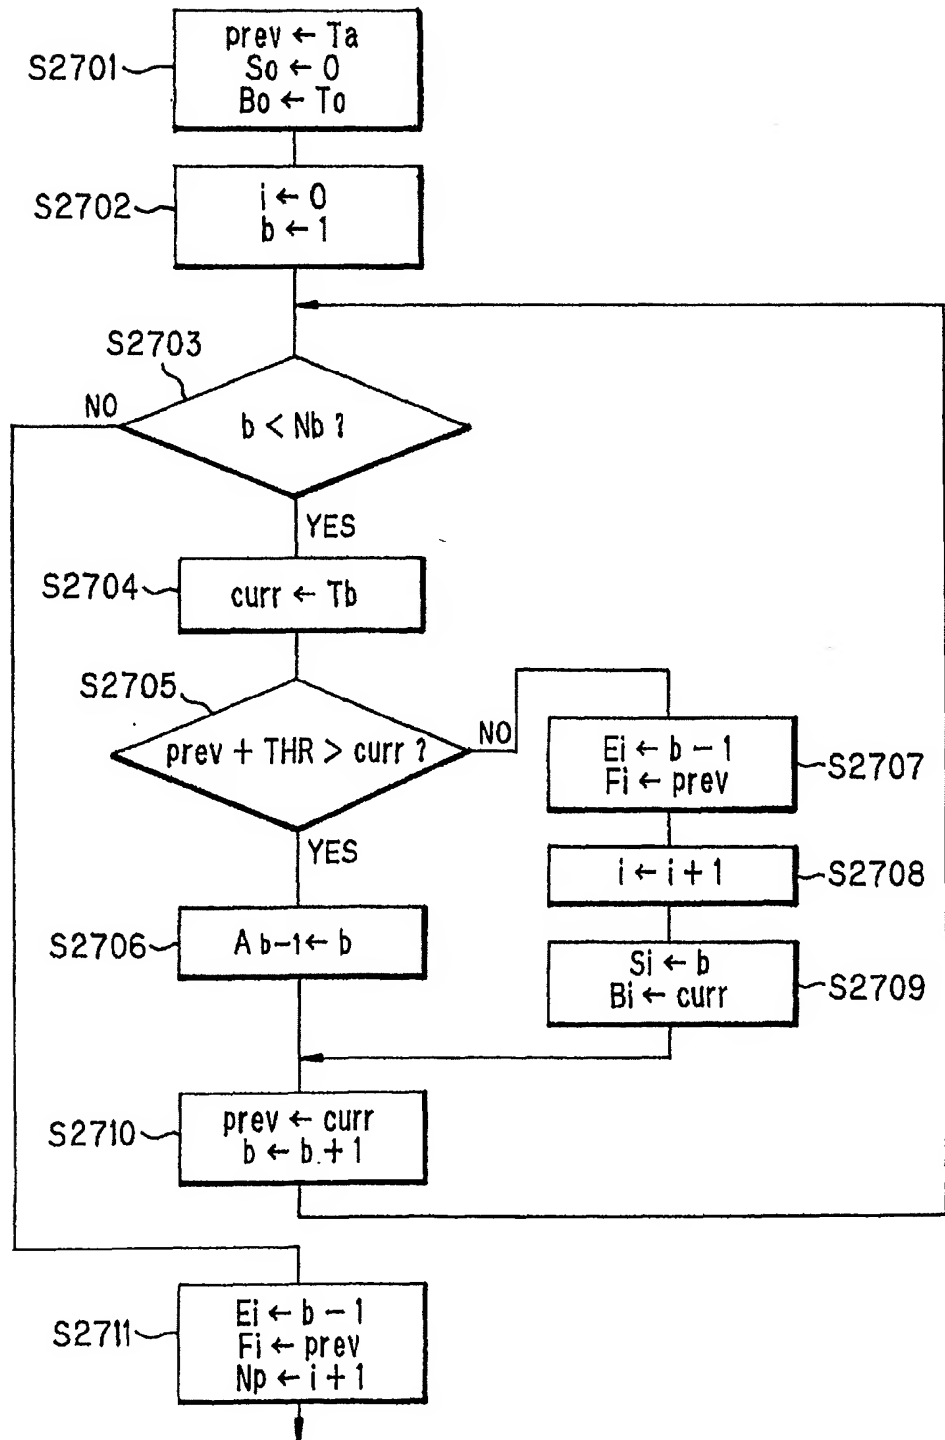 prev ← Ta
So ← 0
Bo ← To
S2701
i ← 0
b ← 1
S2702
S2703
NO
b < Nb ?
YES
S2704
curr ← Tb
S2705
prev + THR > curr ?
NO
Ei ← b - 1
Fi ← prev
S2707
YES
i ← i + 1
S2708
S2706
A b-1 ← b
Si ← b
Bi ← curr
S2709
S2710
prev ← curr
b ← b + 1
S2711
Ei ← b - 1
Fi ← prev
Np ← i + 1